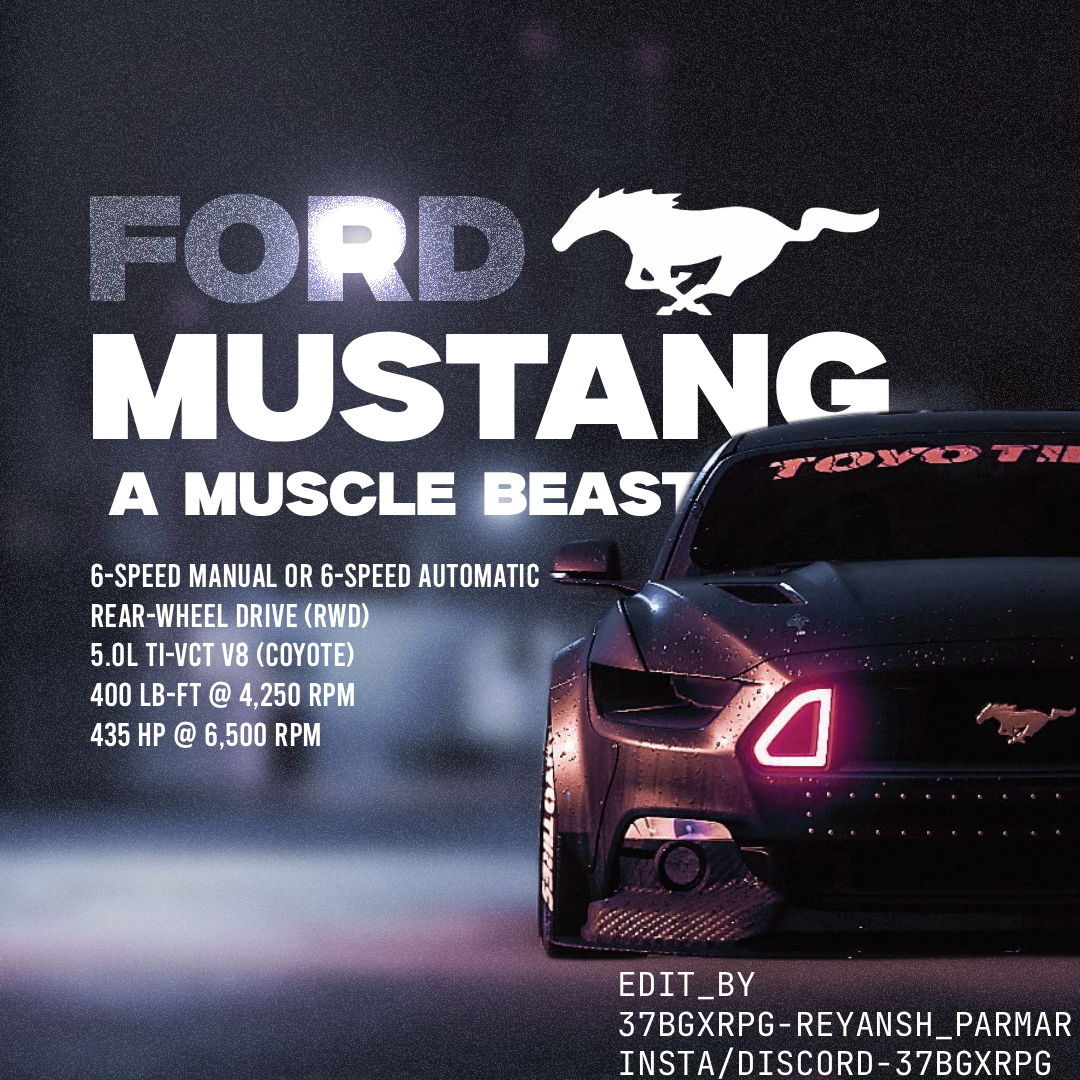 FORD
MUSTANG
A MUSCLE BEAST
TOYO TI
6-SPEED MANUAL OR 6-SPEED AUTOMATIC
REAR-WHEEL DRIVE (RWD)
5.0L TI-VCT V8 (COYOTE)
400 LB-FT @ 4,250 RPM
435 HP @ 6,500 RPM
EDIT_BY
37BGXRPG-REYANSH_PARMAR
INSTA/DISCORD-37BGXRPG